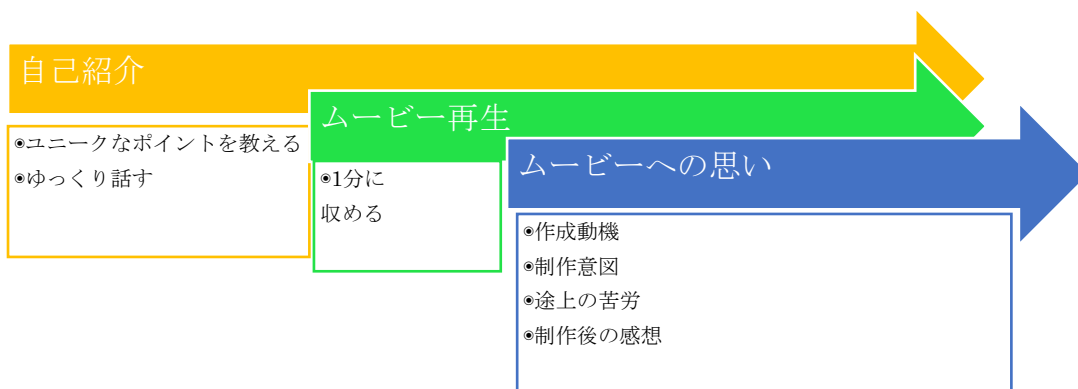 自己紹介
◉ユニークなポイントを教える
◉ゆっくり話す
ムービー再生
◉1分に
収める
ムービーへの思い
◉作成動機
◉制作意図
◉途上の苦労
◉制作後の感想